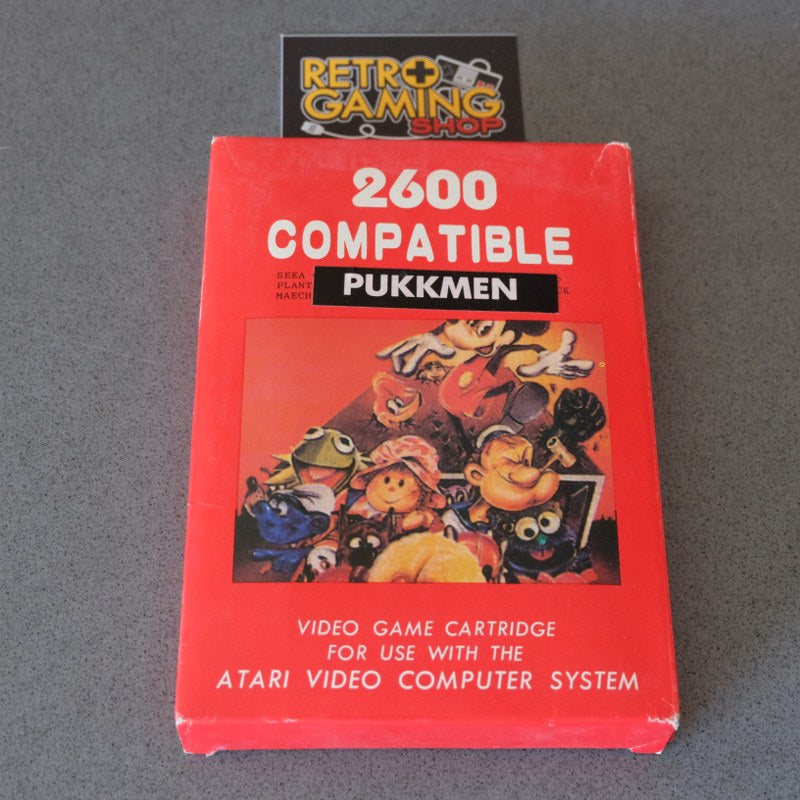 RETRO
GAMING
SHOP
2600
COMPATIBLE
SEEA
PLANT
MAECH
PUKKMEN
CK
VIDEO GAME CARTRIDGE
FOR USE WITH THE
ATARI VIDEO COMPUTER SYSTEM